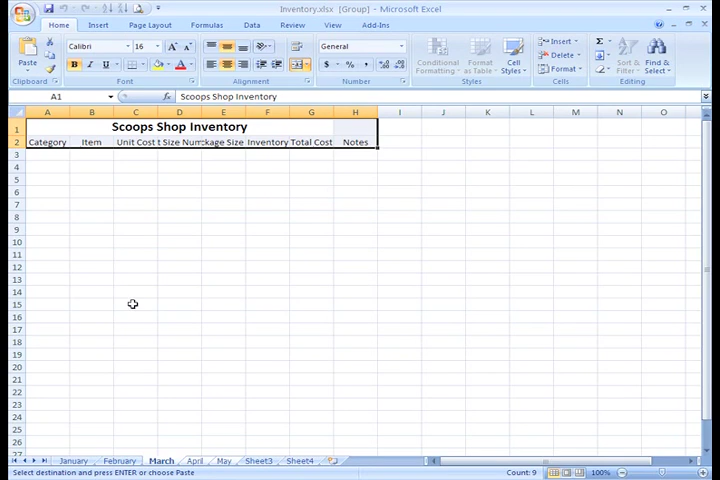 Inventory.xlsx [Group] - Microsoft Excel
Home Insert Page Layout Formulas Data Review View Add-Ins
Paste
Calibri 16
B I U
General
$ % ,
Conditional Formatting
Format as Table
Cell Styles
Insert
Delete
Format
Sort & Filter
Find & Select
Clipboard Font Alignment Number Styles Cells Editing
A1 fx Scoops Shop Inventory
A B C D E F G H I J K L M N O
1 Scoops Shop Inventory
2 Category Item Unit Cost t Size Num kage Size Inventory Total Cost Notes
3
4
5
6
7
8
9
10
11
12
13
14
15
16
17
18
19
20
21
22
23
24
25
26
27
January February March April May Sheet3 Sheet4
Select destination and press ENTER or choose Paste Count: 9 100%